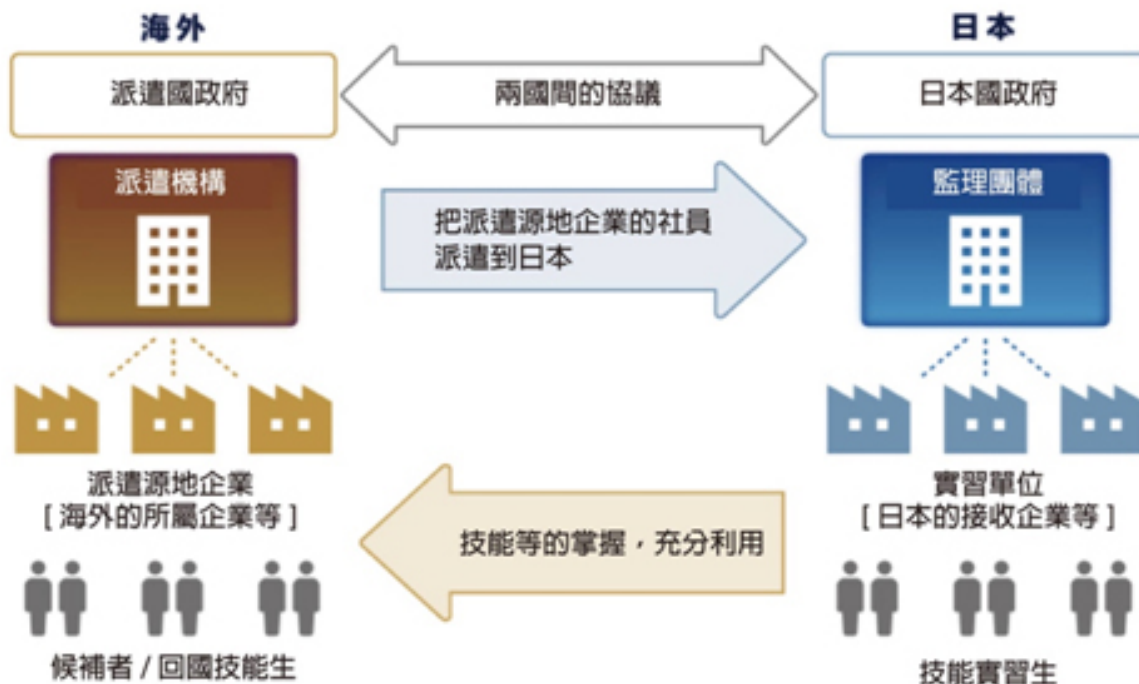 海外
日本
派遣國政府
兩國間的協議
日本國政府
派遣機構
監理團體
把派遣源地企業的社員
派遣到日本
派遣源地企業
[ 海外的所屬企業等 ]
實習單位
[ 日本的接收企業等 ]
技能等的掌握，充分利用
候補者 / 回國技能生
技能實習生